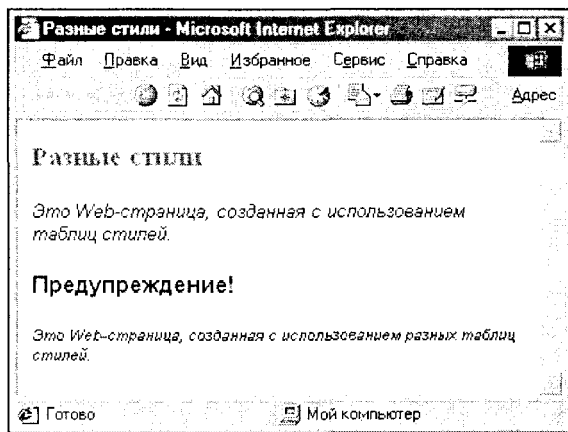 Разные стили - Microsoft Internet Explorer
Файл Правка Вид Избранное Сервис Справка
Адрес
Разные стили
Это Web-страница, созданная с использованием
таблиц стилей.
Предупреждение!
Это Web-страница, созданная с использованием разных таблиц
стилей.
Готово Мой компьютер